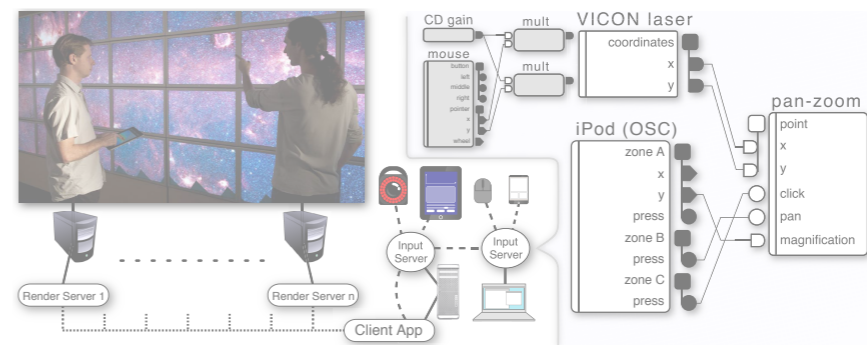 CD gain
mult
VICON laser
coordinates
x
y
mouse
button
left
middle
right
pointer
x
y
wheel
mult
pan-zoom
point
x
y
click
pan
magnification
iPod (OSC)
zone A
x
y
press
zone B
press
zone C
press
Input
Server
Input
Server
Render Server 1
Render Server n
Client App